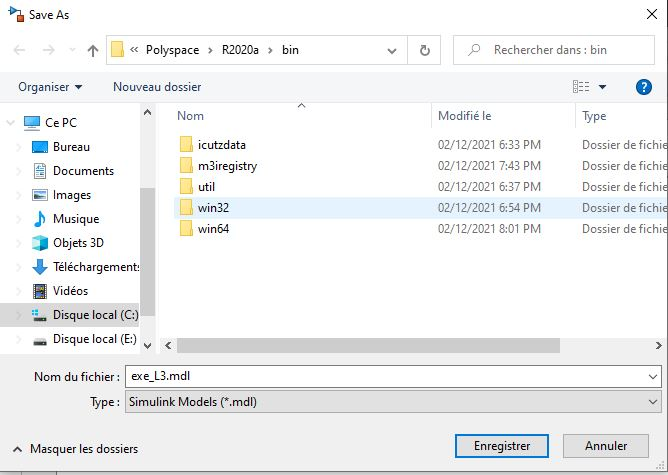 Save As
« Polyspace > R2020a > bin
Rechercher dans : bin
Organiser Nouveau dossier
Nom Modifié le Type
Ce PC
Bureau
Documents
Images
Musique
Objets 3D
Téléchargements
Vidéos
Disque local (C:)
Disque local (E:)
icutzdata 02/12/2021 6:33 PM Dossier de fichie
m3iregistry 02/12/2021 7:43 PM Dossier de fichie
util 02/12/2021 6:37 PM Dossier de fichie
win32 02/12/2021 6:54 PM Dossier de fichie
win64 02/12/2021 8:01 PM Dossier de fichie
Nom du fichier : exe_L3.mdl
Type : Simulink Models (*.mdl)
Masquer les dossiers
Enregistrer Annuler